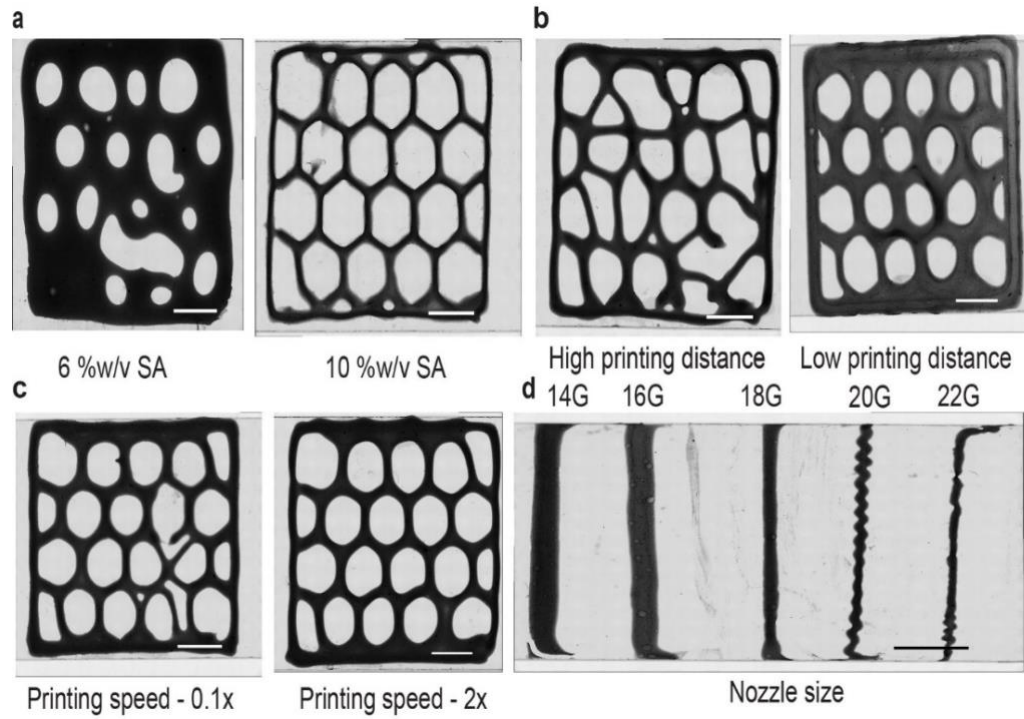 a
b
6 %w/v SA
10 %w/v SA
High printing distance
Low printing distance
c
d
14G
16G
18G
20G
22G
Printing speed - 0.1x
Printing speed - 2x
Nozzle size